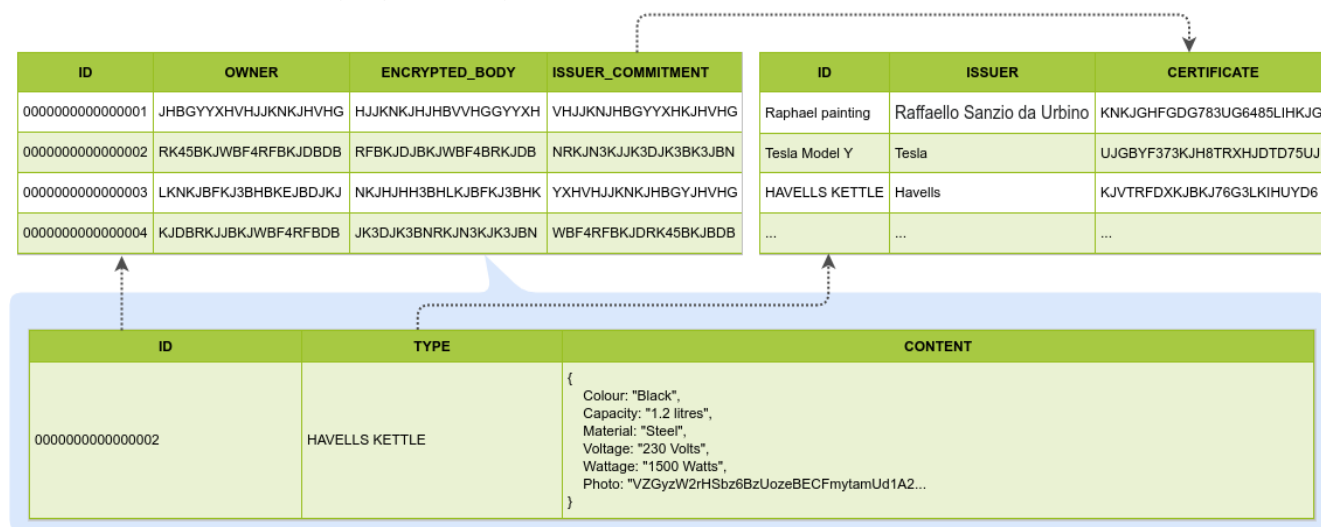 ID OWNER ENCRYPTED_BODY ISSUER_COMMITMENT
0000000000000001 JHBGYYXHVHJJKNKJHVHG HJJKNKJHJHBVVHGGYYXH VHJJKNJHBGYYXHKJHVHG
0000000000000002 RK45BKJWBF4RFBKJDBDB RFBKJDJBKJWBF4BRKJDB NRKJN3KJJK3DJK3BK3JBN
0000000000000003 LKNKJBFKJ3BHBKEJBDJKJ NKJHJHH3BHLKJBFKJ3BHK YXHVHJJKNKJHBGYJHVHG
0000000000000004 KJDBRKJJBKJWBF4RFBDB JK3DJK3BNRKJN3KJK3JBN WBF4RFBKJDRK45BKJBDB
ID ISSUER CERTIFICATE
Raphael painting Raffaello Sanzio da Urbino KNKJGHFGDG783UG6485LIHKJG
Tesla Model Y Tesla UJGBYF373KJH8TRXHJDTD75UJ
HAVELLS KETTLE Havells KJVTRFDXKJBKJ76G3LKIHUYD6
... ... ...
ID TYPE CONTENT
0000000000000002 HAVELLS KETTLE
{
Colour: "Black",
Capacity: "1.2 litres",
Material: "Steel",
Voltage: "230 Volts",
Wattage: "1500 Watts",
Photo: "VZGyzW2rHSbz6BzUozeBECFmytamUd1A2...
}